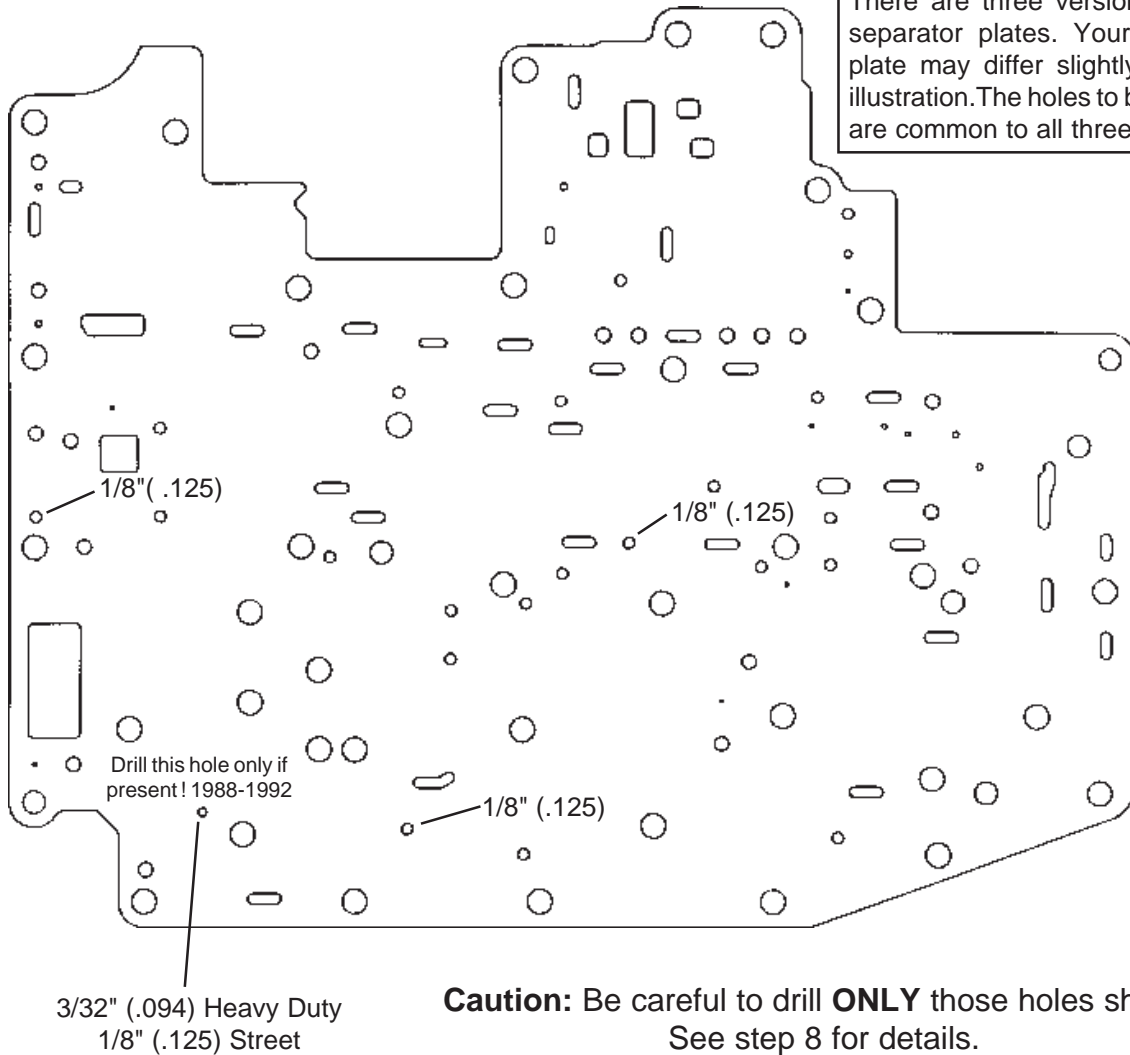 There are three version
separator plates. Your
plate may differ slightly
illustration.The holes to b
are common to all three
1/8"( .125)
1/8" (.125)
Drill this hole only if
present! 1988-1992
1/8" (.125)
3/32" (.094) Heavy Duty
1/8" (.125) Street
Caution: Be careful to drill ONLY those holes sh
See step 8 for details.